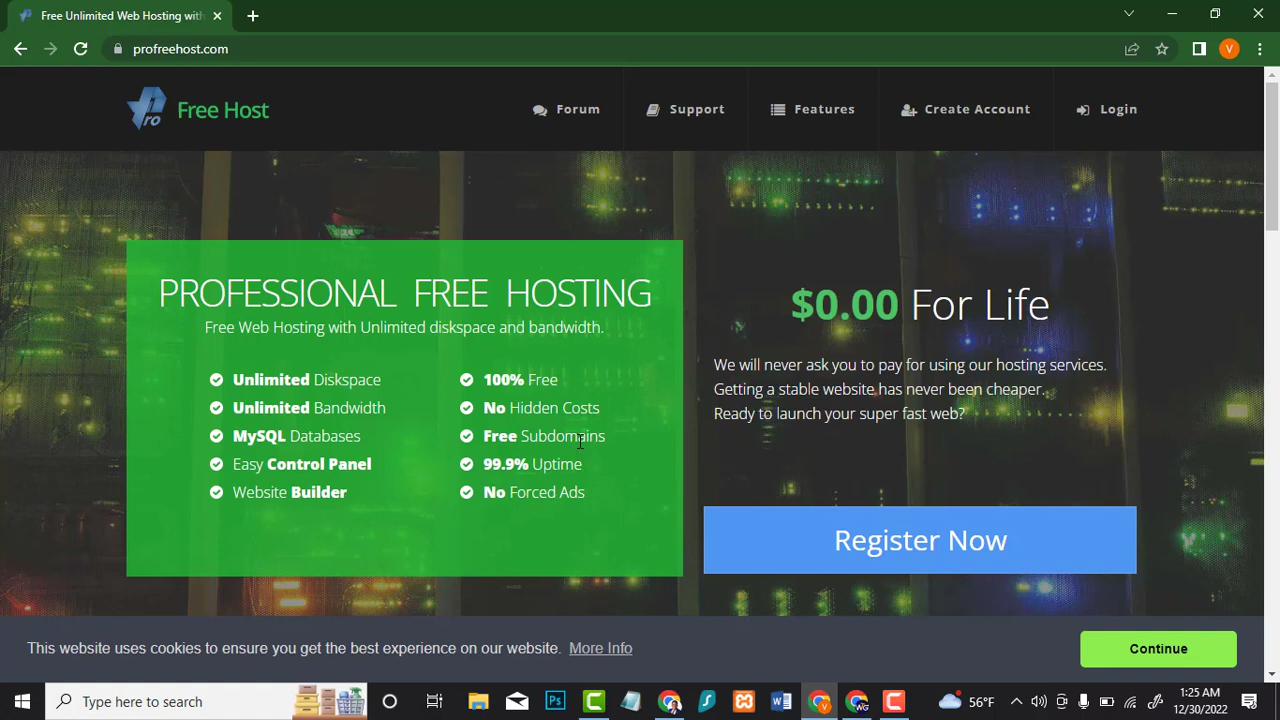 Free Unlimited Web Hosting with
profreehost.com
V
Pro Free Host
Forum
Support
Features
Create Account
Login
PROFESSIONAL FREE HOSTING
Free Web Hosting with Unlimited diskspace and bandwidth.
Unlimited Diskspace
Unlimited Bandwidth
MySQL Databases
Easy Control Panel
Website Builder
100% Free
No Hidden Costs
Free Subdomains
99.9% Uptime
No Forced Ads
$0.00 For Life
We will never ask you to pay for using our hosting services.
Getting a stable website has never been cheaper.
Ready to launch your super fast web?
Register Now
This website uses cookies to ensure you get the best experience on our website. More Info
Continue
Type here to search
Ps
56°F
1:25 AM
12/30/2022